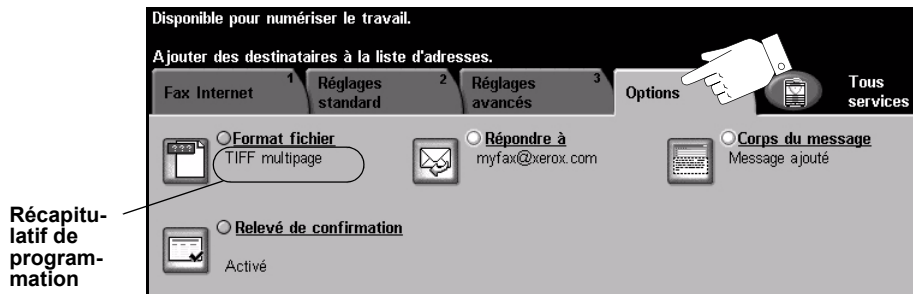 Disponible pour numériser le travail.
Ajouter des destinataires à la liste d'adresses.
Fax Internet
1
Réglages
standard
2
Réglages
avancés
3
Options
Tous
services
Format fichier
TIFF multipage
Répondre à
myfax@xerox.com
Corps du message
Message ajouté
Récapitu-
latif de
program-
mation
Relevé de confirmation
Activé